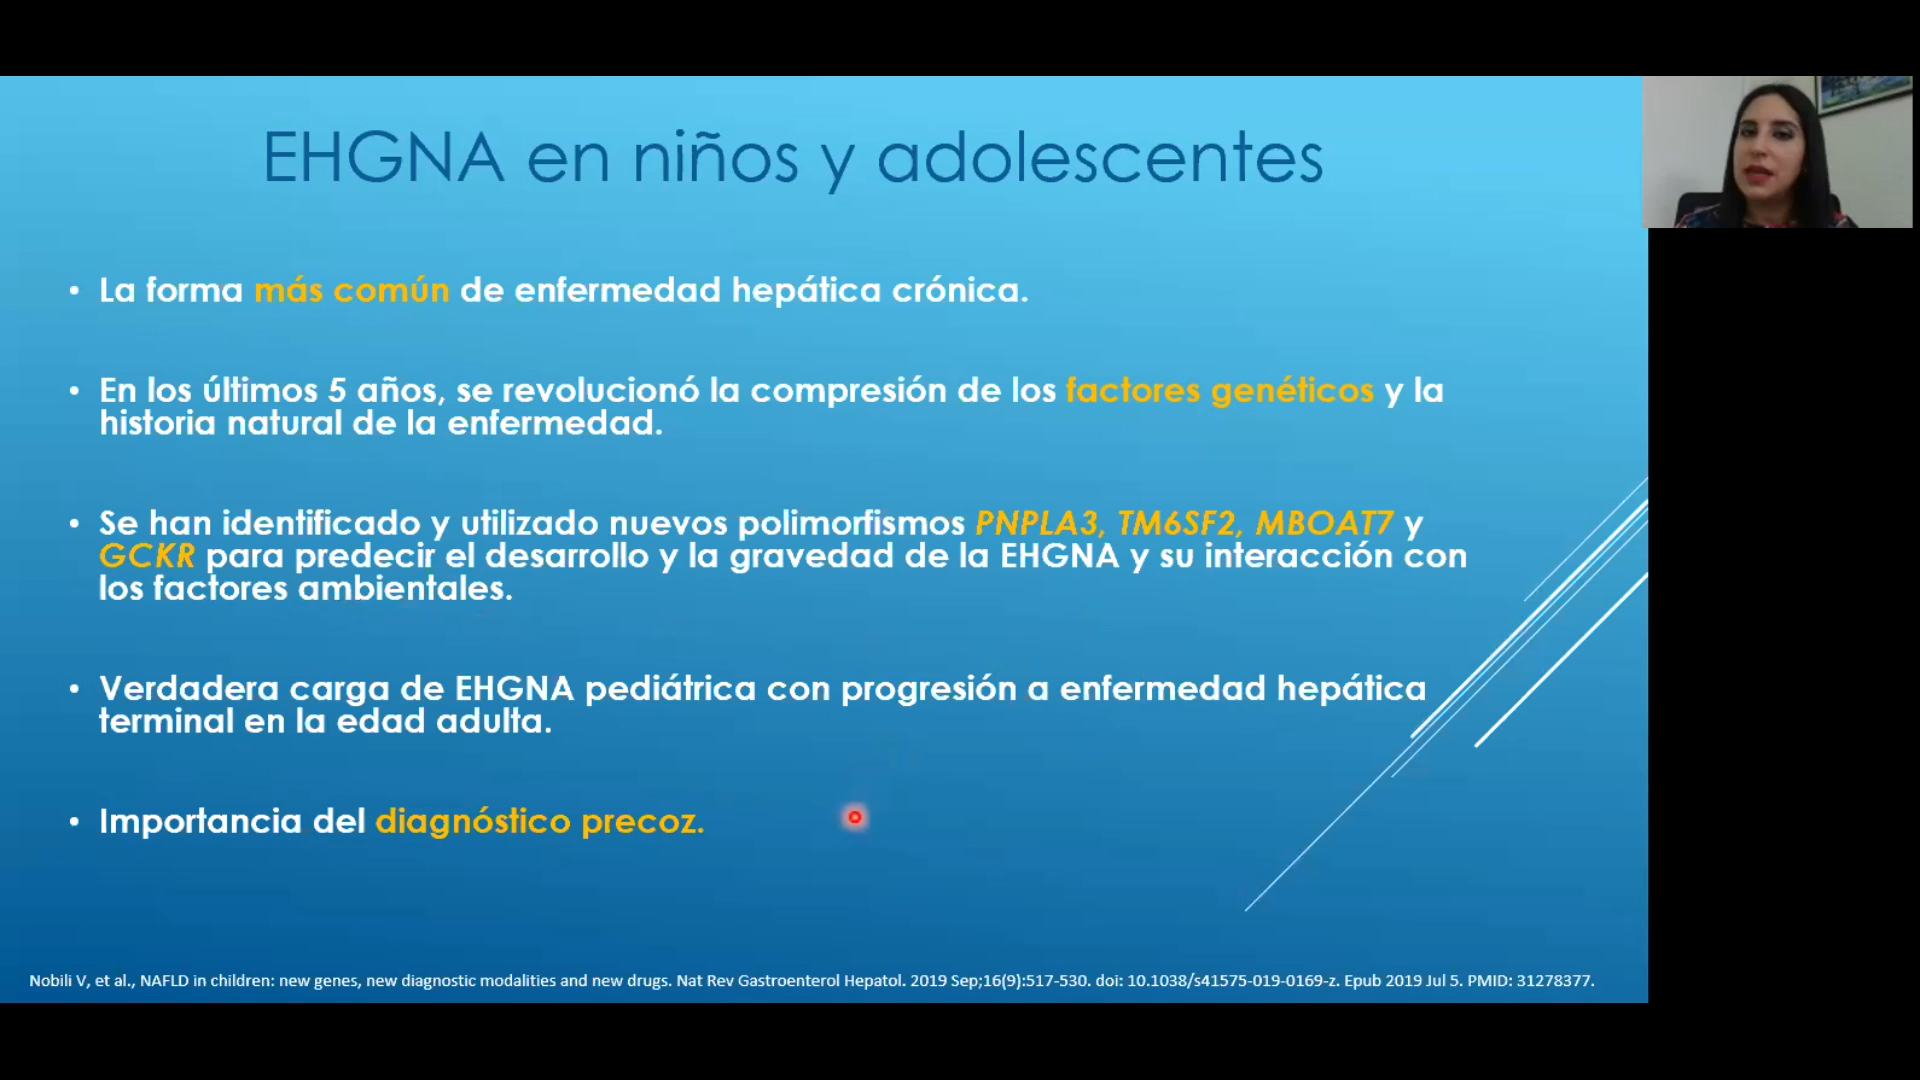 EHGNA en niños y adolescentes
• La forma más común de enfermedad hepática crónica.
• En los últimos 5 años, se revolucionó la compresión de los factores genéticos y la
historia natural de la enfermedad.
• Se han identificado y utilizado nuevos polimorfismos PNPLA3, TM6SF2, MBOAT7 y
GCKR para predecir el desarrollo y la gravedad de la EHGNA y su interacción con
los factores ambientales.
• Verdadera carga de EHGNA pediátrica con progresión a enfermedad hepática
terminal en la edad adulta.
• Importancia del diagnóstico precoz.
Nobili V, et al., NAFLD in children: new genes, new diagnostic modalities and new drugs. Nat Rev Gastroenterol Hepatol. 2019 Sep;16(9):517-530. doi: 10.1038/s41575-019-0169-z. Epub 2019 Jul 5. PMID: 31278377.